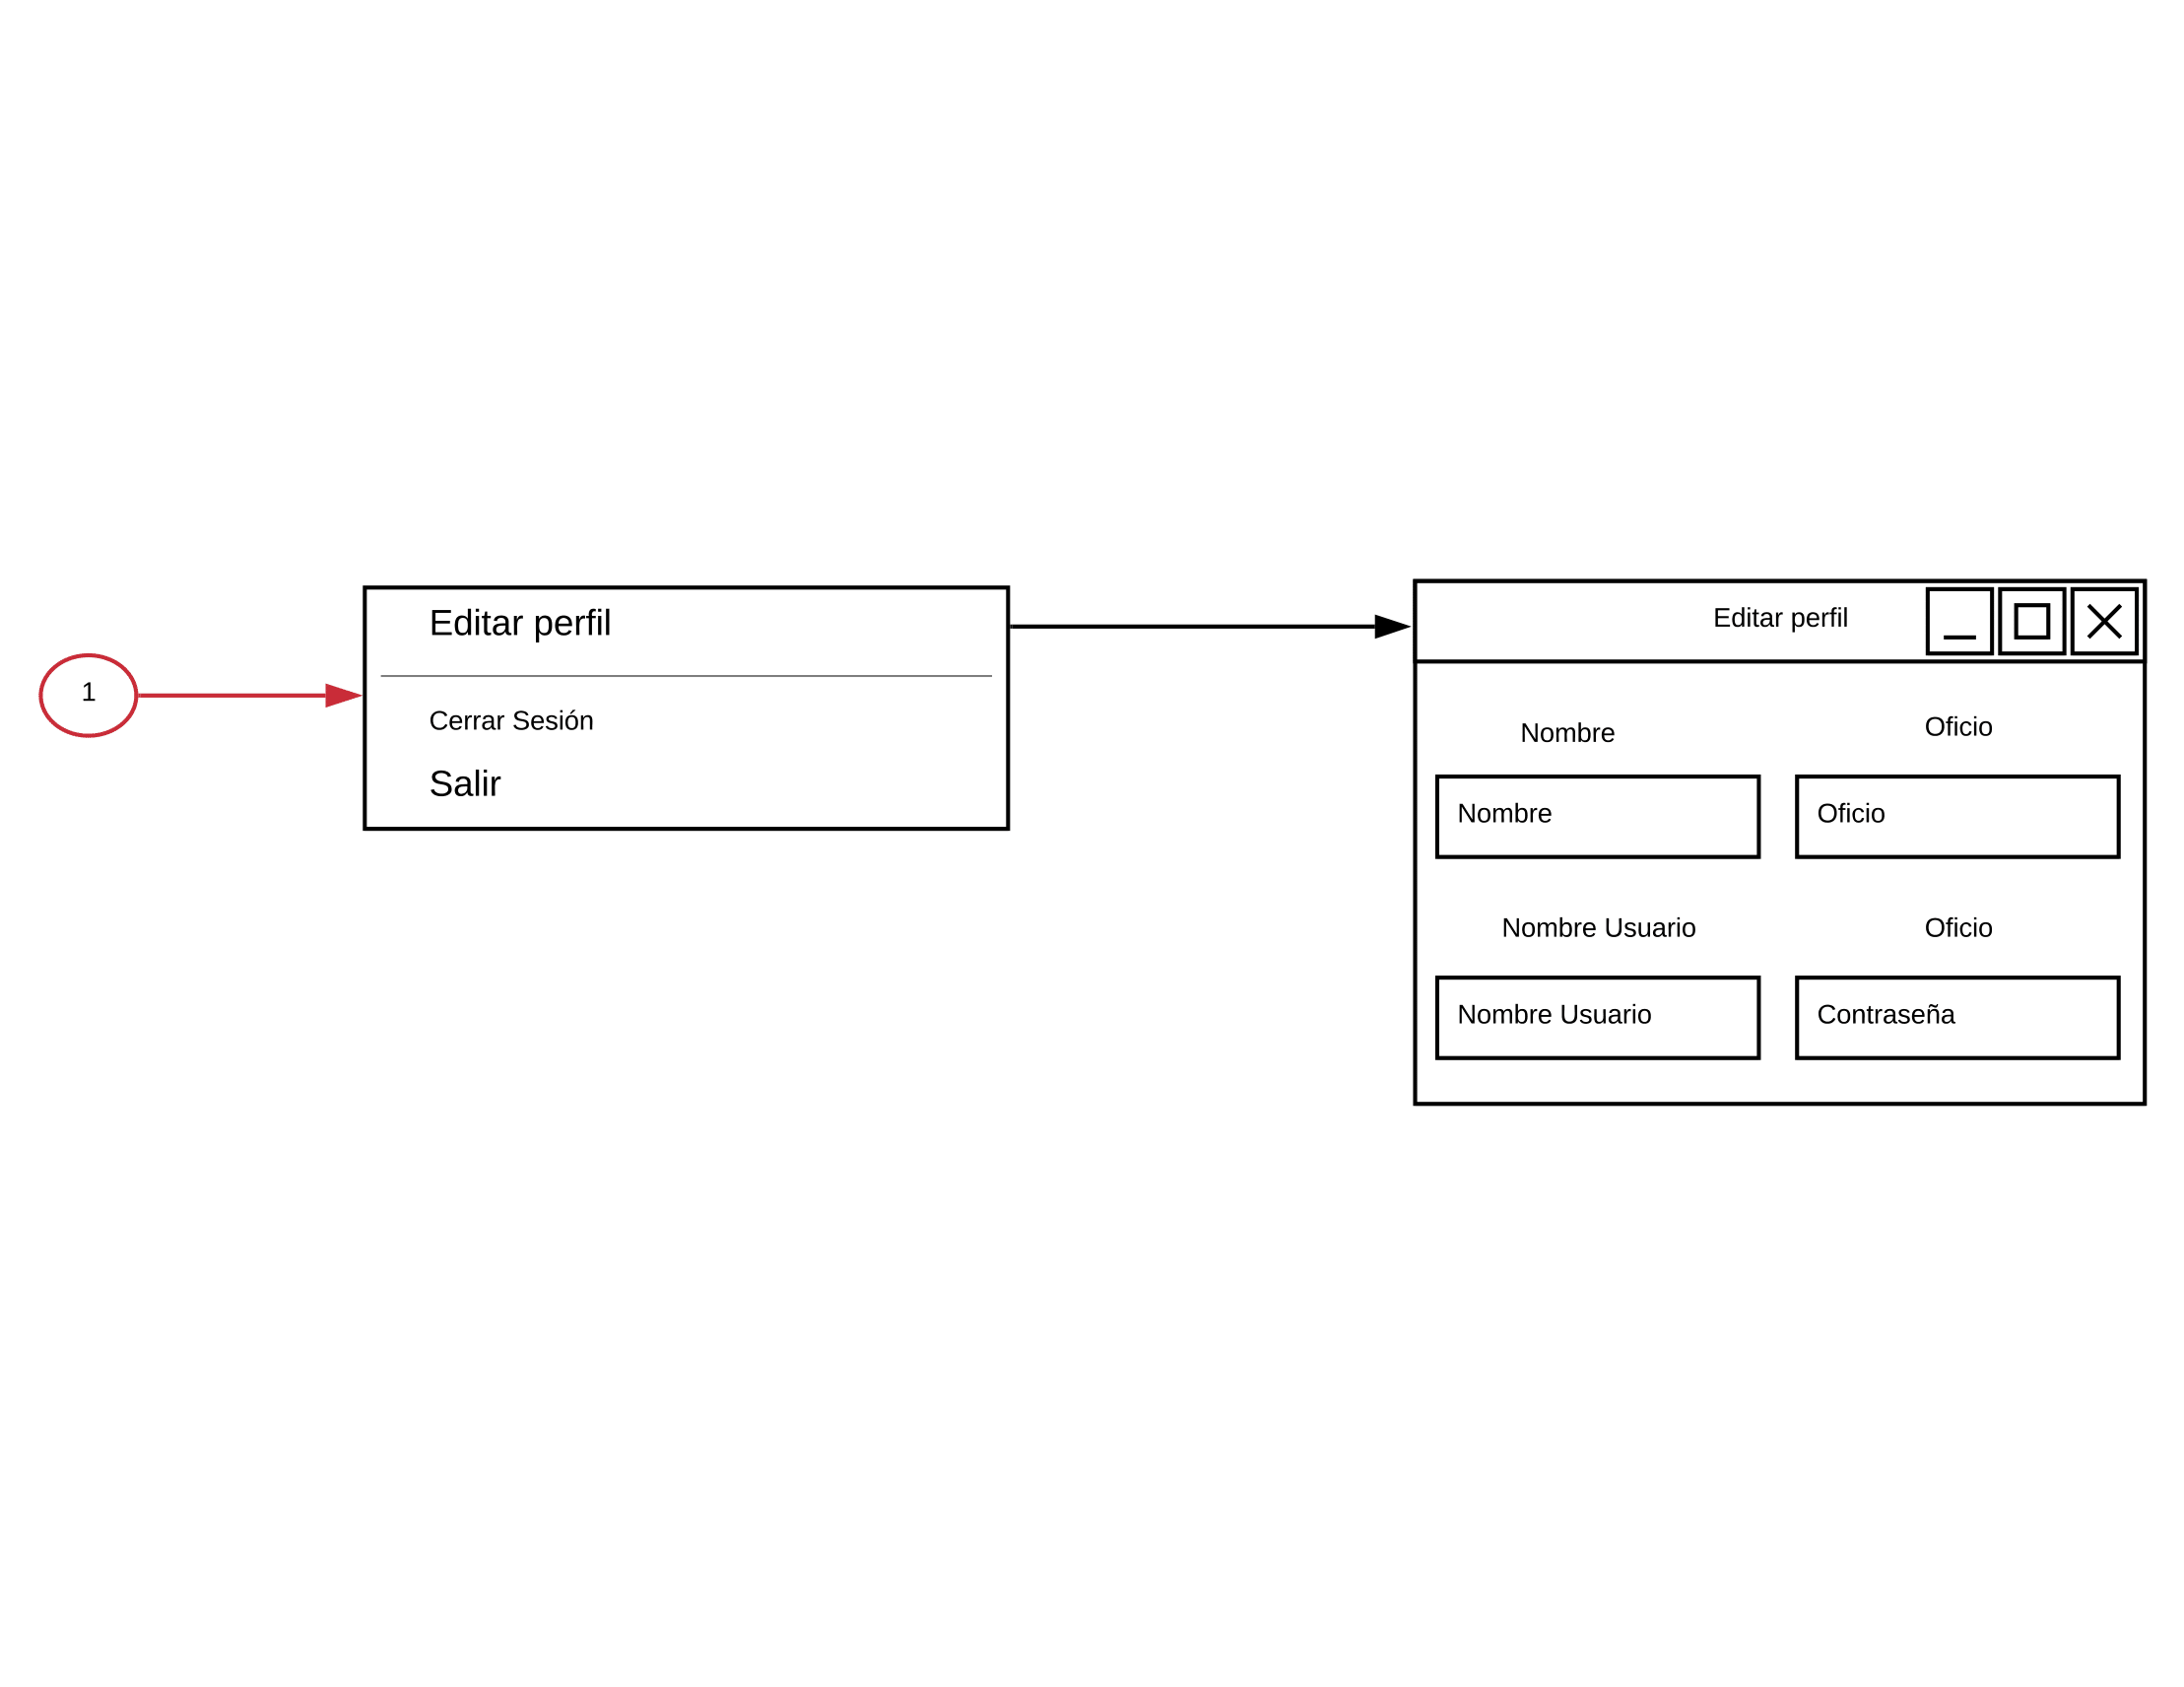 1
Editar perfil
Cerrar Sesión
Salir
Editar perfil
Nombre
Oficio
Nombre
Oficio
Nombre Usuario
Oficio
Nombre Usuario
Contraseña